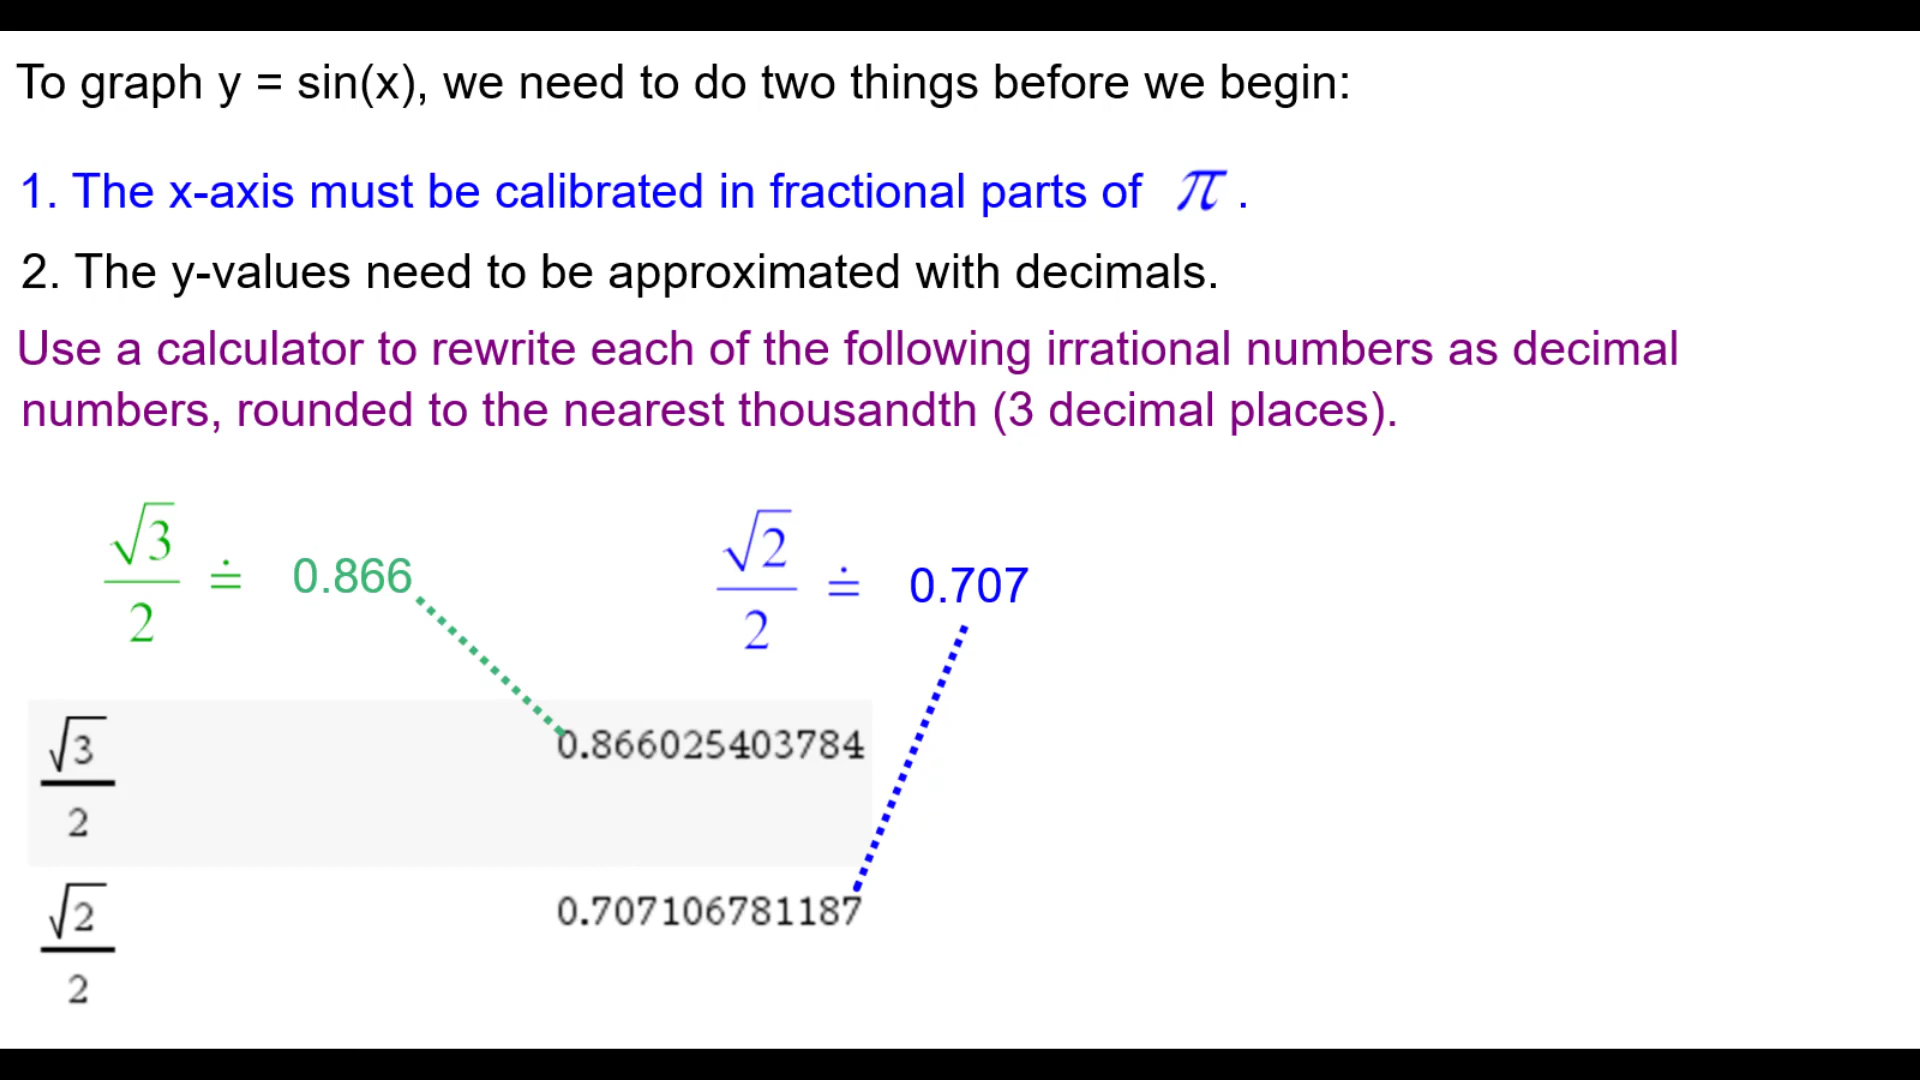 To graph y = sin(x), we need to do two things before we begin:
1. The x-axis must be calibrated in fractional parts of π.
2. The y-values need to be approximated with decimals.
Use a calculator to rewrite each of the following irrational numbers as decimal
numbers, rounded to the nearest thousandth (3 decimal places).
√3/2 ≐ 0.866 √2/2 ≐ 0.707
√3/2 0.866025403784
√2/2 0.707106781187